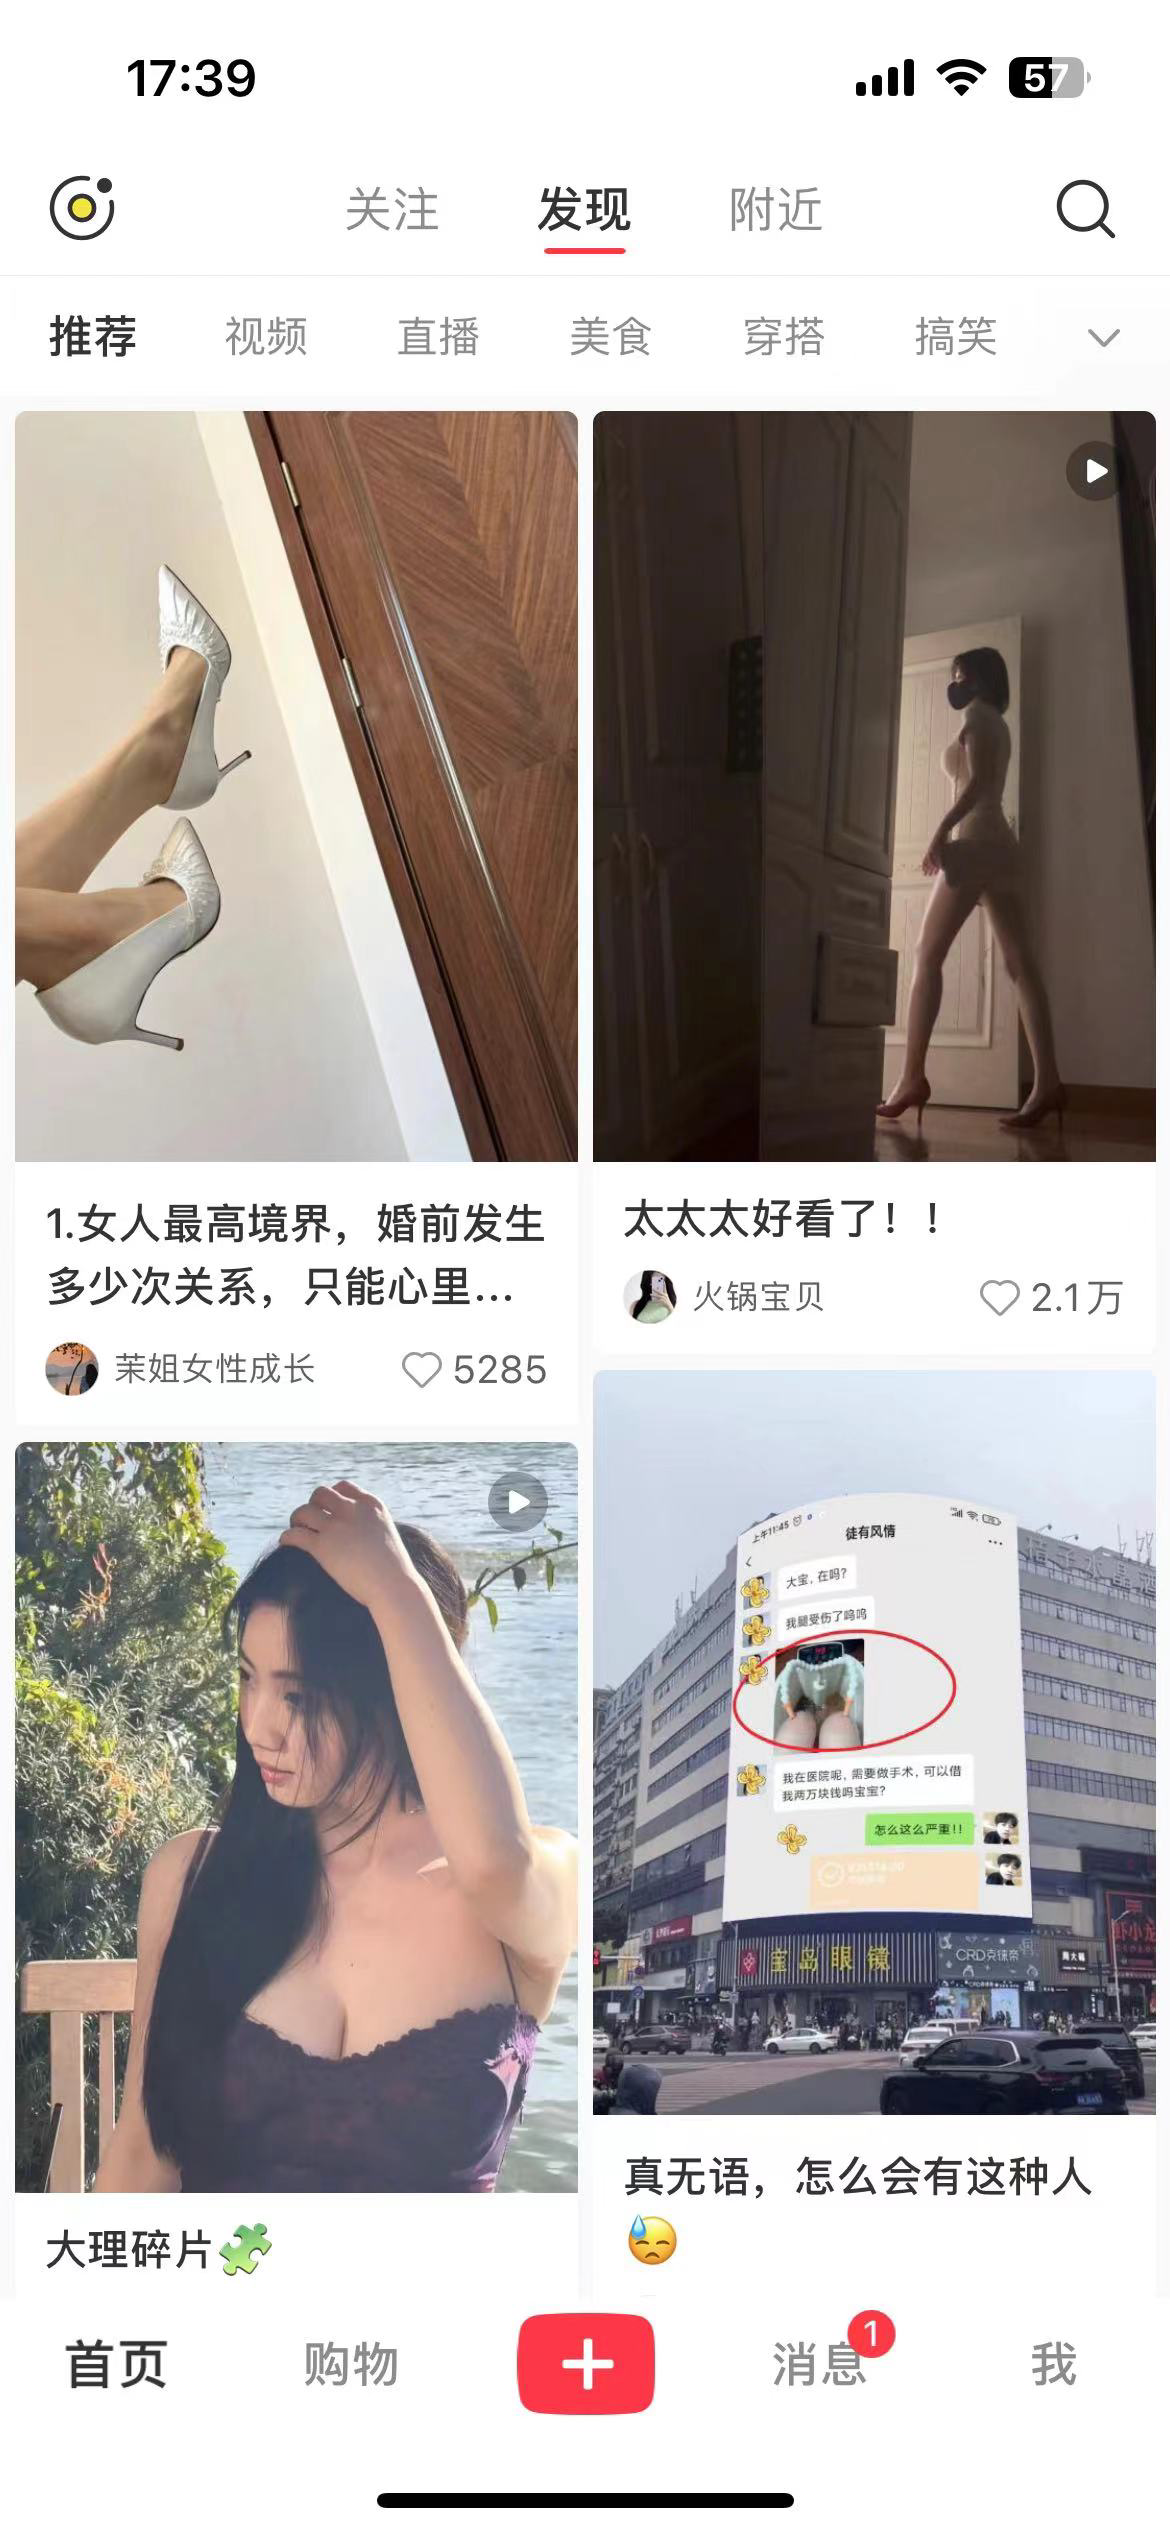 17:39
57
关注 发现 附近
推荐 视频 直播 美食 穿搭 搞笑
1.女人最高境界，婚前发生
多少次关系，只能心里...
茉姐女性成长 5285
太太太好看了！！
火锅宝贝 2.1万
大理碎片
上午11:45
徒有风情
大宝，在吗?
我腿受伤了呜呜
我在医院呢，需要做手术，可以借
我两万块钱吗宝宝?
怎么这么严重!!
宝岛眼镜
CRD克徕帝
周大福
虾小龙
真无语，怎么会有这种人
首页 购物 消息 1 我